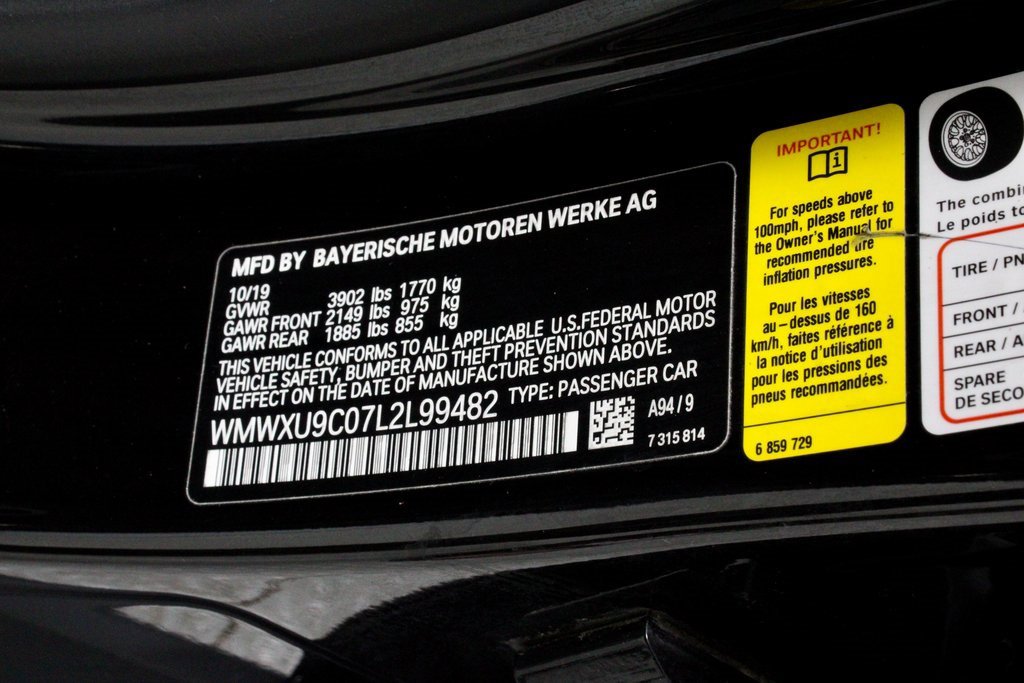 MFD BY BAYERISCHE MOTOREN WERKE AG
10/19
GVWR 3902 lbs 1770 kg
GAWR FRONT 2149 lbs 975 kg
GAWR REAR 1885 lbs 855 kg
THIS VEHICLE CONFORMS TO ALL APPLICABLE U.S.FEDERAL MOTOR
VEHICLE SAFETY, BUMPER AND THEFT PREVENTION STANDARDS
IN EFFECT ON THE DATE OF MANUFACTURE SHOWN ABOVE.
WMWXU9C07L2L99482 TYPE: PASSENGER CAR
A94/9
7 315 814
IMPORTANT!
i
For speeds above
100mph, please refer to
the Owner's Manual for
recommended tire
inflation pressures.
Pour les vitesses
au-dessus de 160
km/h, faites référence à
la notice d'utilisation
pour les pressions des
pneus recommandées.
6 859 729
The combi
Le poids to
TIRE / PN
FRONT /
REAR / A
SPARE
DE SECO